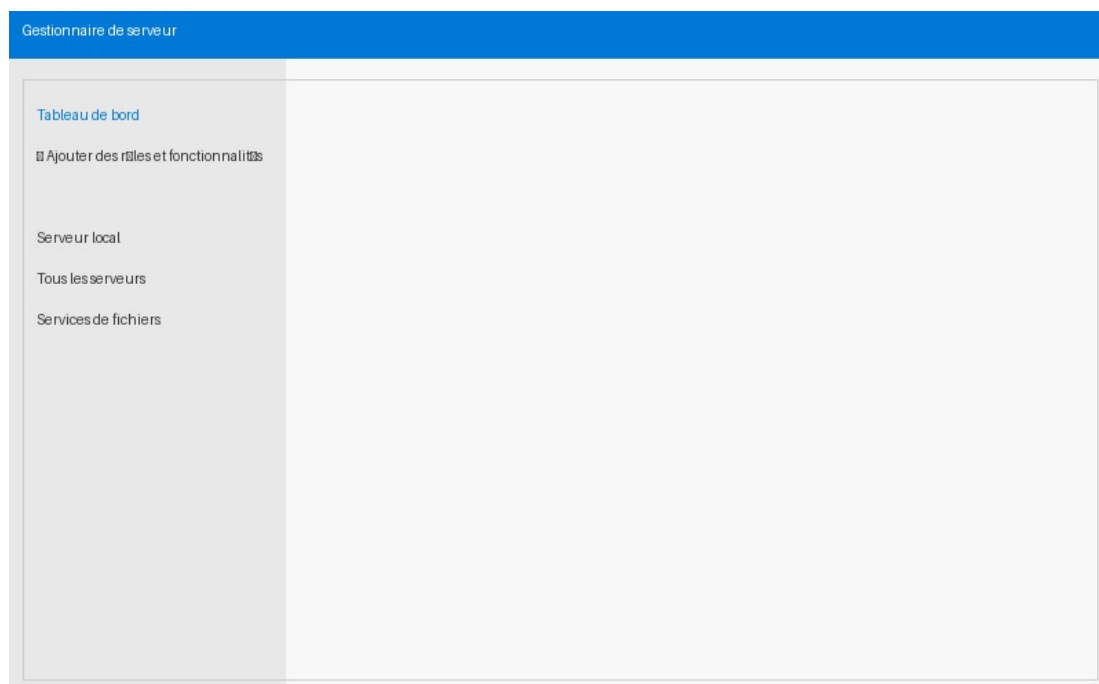 Gestionnaire de serveur
Tableau de bord
Ajouter des r▯les et fonctionnalit▯s
Serveur local
Tous les serveurs
Services de fichiers